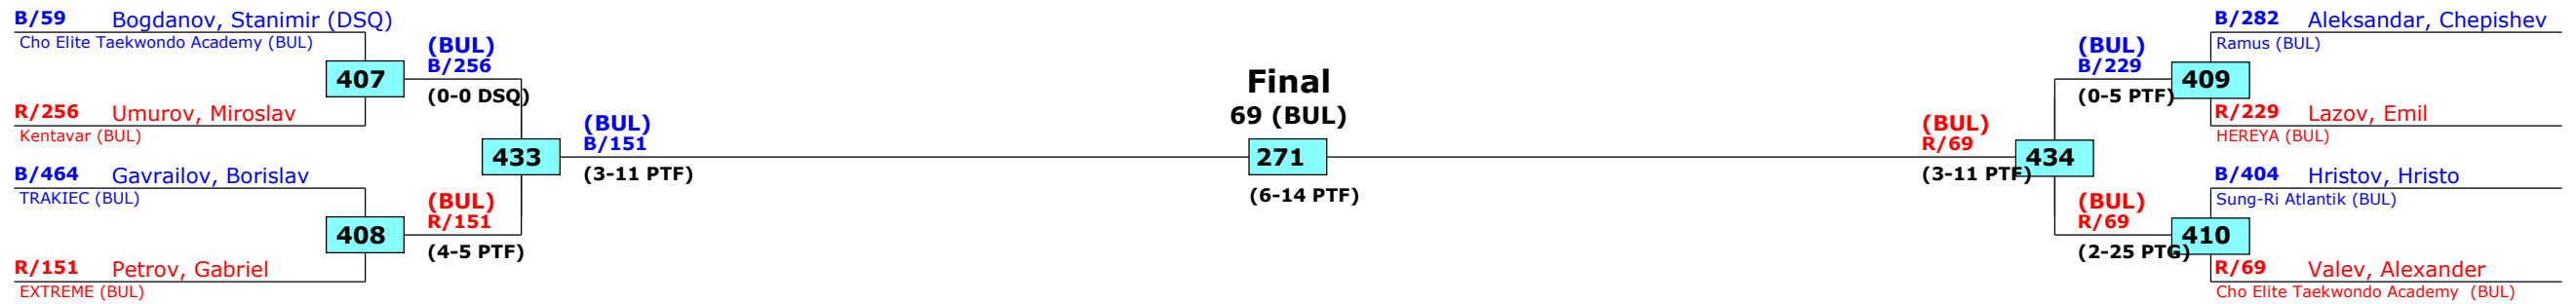 B/59 Bogdanov, Stanimir (DSQ)
Cho Elite Taekwondo Academy (BUL)
407
R/256 Umurov, Miroslav
Kentavar (BUL)
B/464 Gavrailov, Borislav
TRAKIEC (BUL)
408
R/151 Petrov, Gabriel
EXTREME (BUL)
(BUL)
B/256
(0-0 DSQ)
433
(BUL)
R/151
(4-5 PTF)
(BUL)
B/151
(3-11 PTF)
Final
69 (BUL)
271
(6-14 PTF)
(BUL)
R/69
(3-11 PTF)
434
(BUL)
B/229
(0-5 PTF)
(BUL)
R/69
(2-25 PTG)
B/282 Aleksandar, Chepishev
Ramus (BUL)
409
R/229 Lazov, Emil
HEREYA (BUL)
B/404 Hristov, Hristo
Sung-Ri Atlantik (BUL)
410
R/69 Valev, Alexander
Cho Elite Taekwondo Academy (BUL)